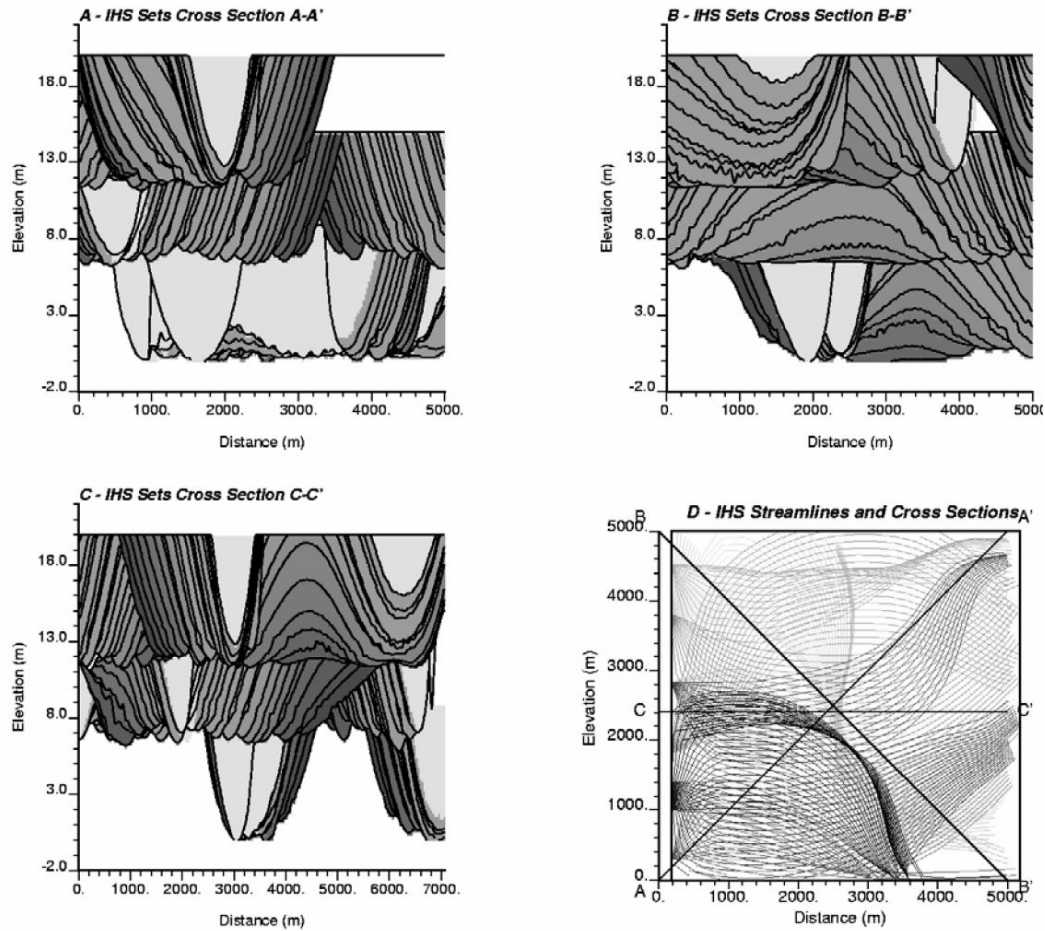 A - IHS Sets Cross Section A-A'
18.0
13.0
8.0
3.0
-2.0
Elevation (m)
0. 1000. 2000. 3000. 4000. 5000.
Distance (m)
B - IHS Sets Cross Section B-B'
18.0
13.0
8.0
3.0
-2.0
Elevation (m)
0. 1000. 2000. 3000. 4000. 5000.
Distance (m)
C - IHS Sets Cross Section C-C'
18.0
13.0
8.0
3.0
-2.0
Elevation (m)
0. 1000. 2000. 3000. 4000. 5000. 6000. 7000.
Distance (m)
D - IHS Streamlines and Cross Sections
B A'
5000.
4000.
3000.
C C'
2000.
1000.
0.
A B'
Elevation (m)
0. 1000. 2000. 3000. 4000. 5000.
Distance (m)